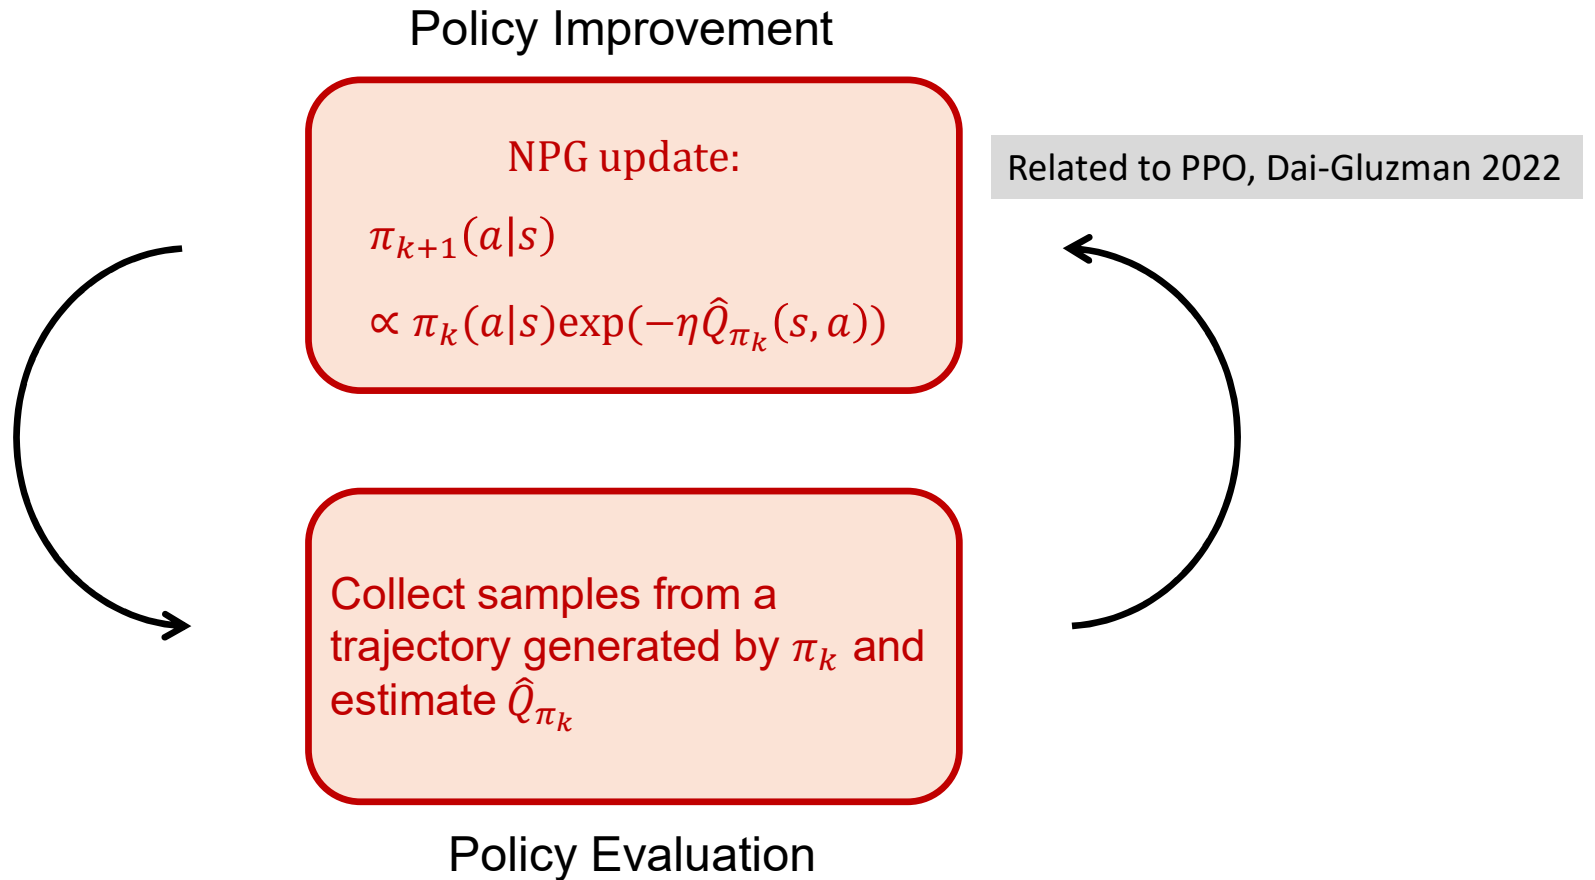 Policy Improvement
NPG update:
Related to PPO, Dai-Gluzman 2022
π_{k+1}(a|s)
∝ π_k(a|s)exp(−ηQ̂_{π_k}(s, a))
Collect samples from a
trajectory generated by π_k and
estimate Q̂_{π_k}
Policy Evaluation